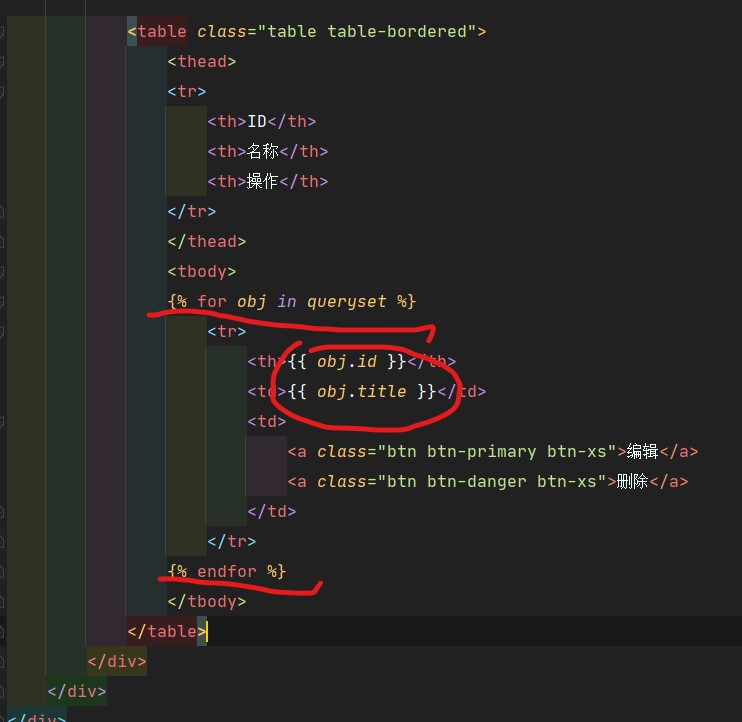 <table class="table table-bordered">
<thead>
<tr>
<th>ID</th>
<th>名称</th>
<th>操作</th>
</tr>
</thead>
<tbody>
{% for obj in queryset %}
<tr>
<th>{{ obj.id }}</th>
<td>{{ obj.title }}</td>
<td>
<a class="btn btn-primary btn-xs">编辑</a>
<a class="btn btn-danger btn-xs">删除</a>
</td>
</tr>
{% endfor %}
</tbody>
</table>
</div>
</div>
</div>